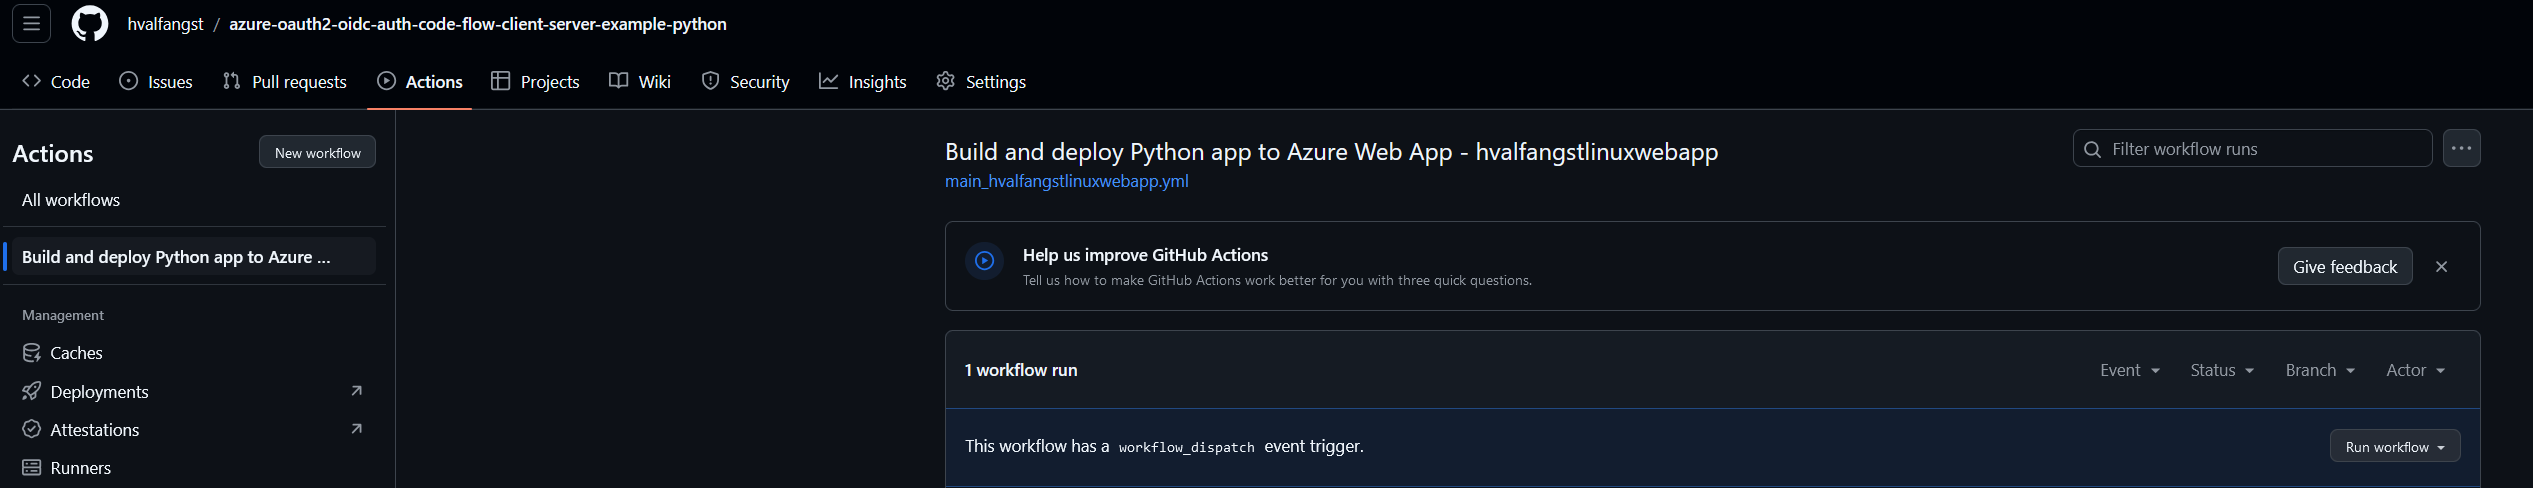 hvalfangst / azure-oauth2-oidc-auth-code-flow-client-server-example-python
Code Issues Pull requests Actions Projects Wiki Security Insights Settings
Actions
New workflow
All workflows
Build and deploy Python app to Azure ...
Management
Caches
Deployments
Attestations
Runners
Build and deploy Python app to Azure Web App - hvalfangstlinuxwebapp
main_hvalfangstlinuxwebapp.yml
Filter workflow runs
Help us improve GitHub Actions
Tell us how to make GitHub Actions work better for you with three quick questions.
Give feedback
1 workflow run
Event Status Branch Actor
This workflow has a workflow_dispatch event trigger.
Run workflow